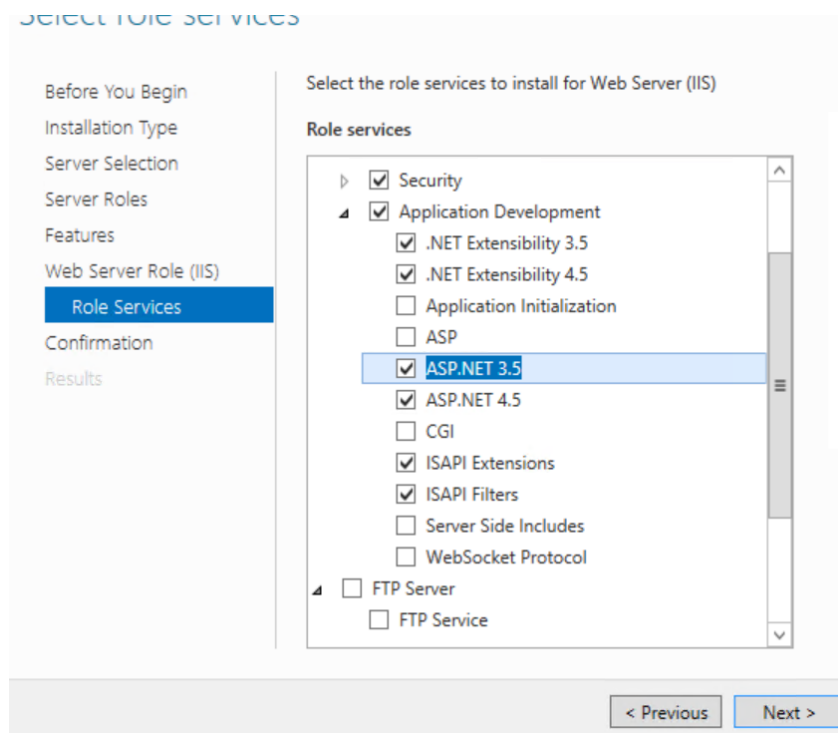 Select role services
Before You Begin
Installation Type
Server Selection
Server Roles
Features
Web Server Role (IIS)
Role Services
Confirmation
Results
Select the role services to install for Web Server (IIS)
Role services
Security
Application Development
.NET Extensibility 3.5
.NET Extensibility 4.5
Application Initialization
ASP
ASP.NET 3.5
ASP.NET 4.5
CGI
ISAPI Extensions
ISAPI Filters
Server Side Includes
WebSocket Protocol
FTP Server
FTP Service
< Previous
Next >